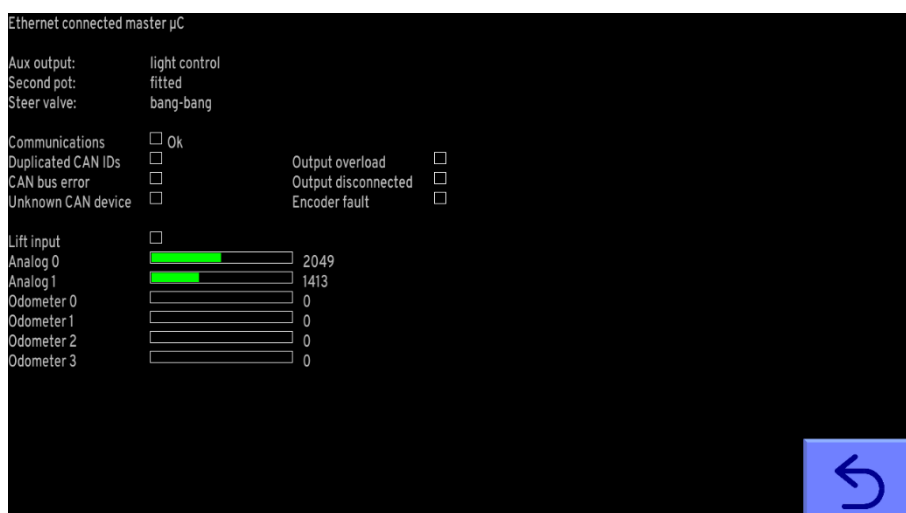 Ethernet connected master µC
Aux output: light control
Second pot: fitted
Steer valve: bang-bang
Communications Ok
Duplicated CAN IDs Output overload
CAN bus error Output disconnected
Unknown CAN device Encoder fault
Lift input
Analog 0 2049
Analog 1 1413
Odometer 0 0
Odometer 1 0
Odometer 2 0
Odometer 3 0